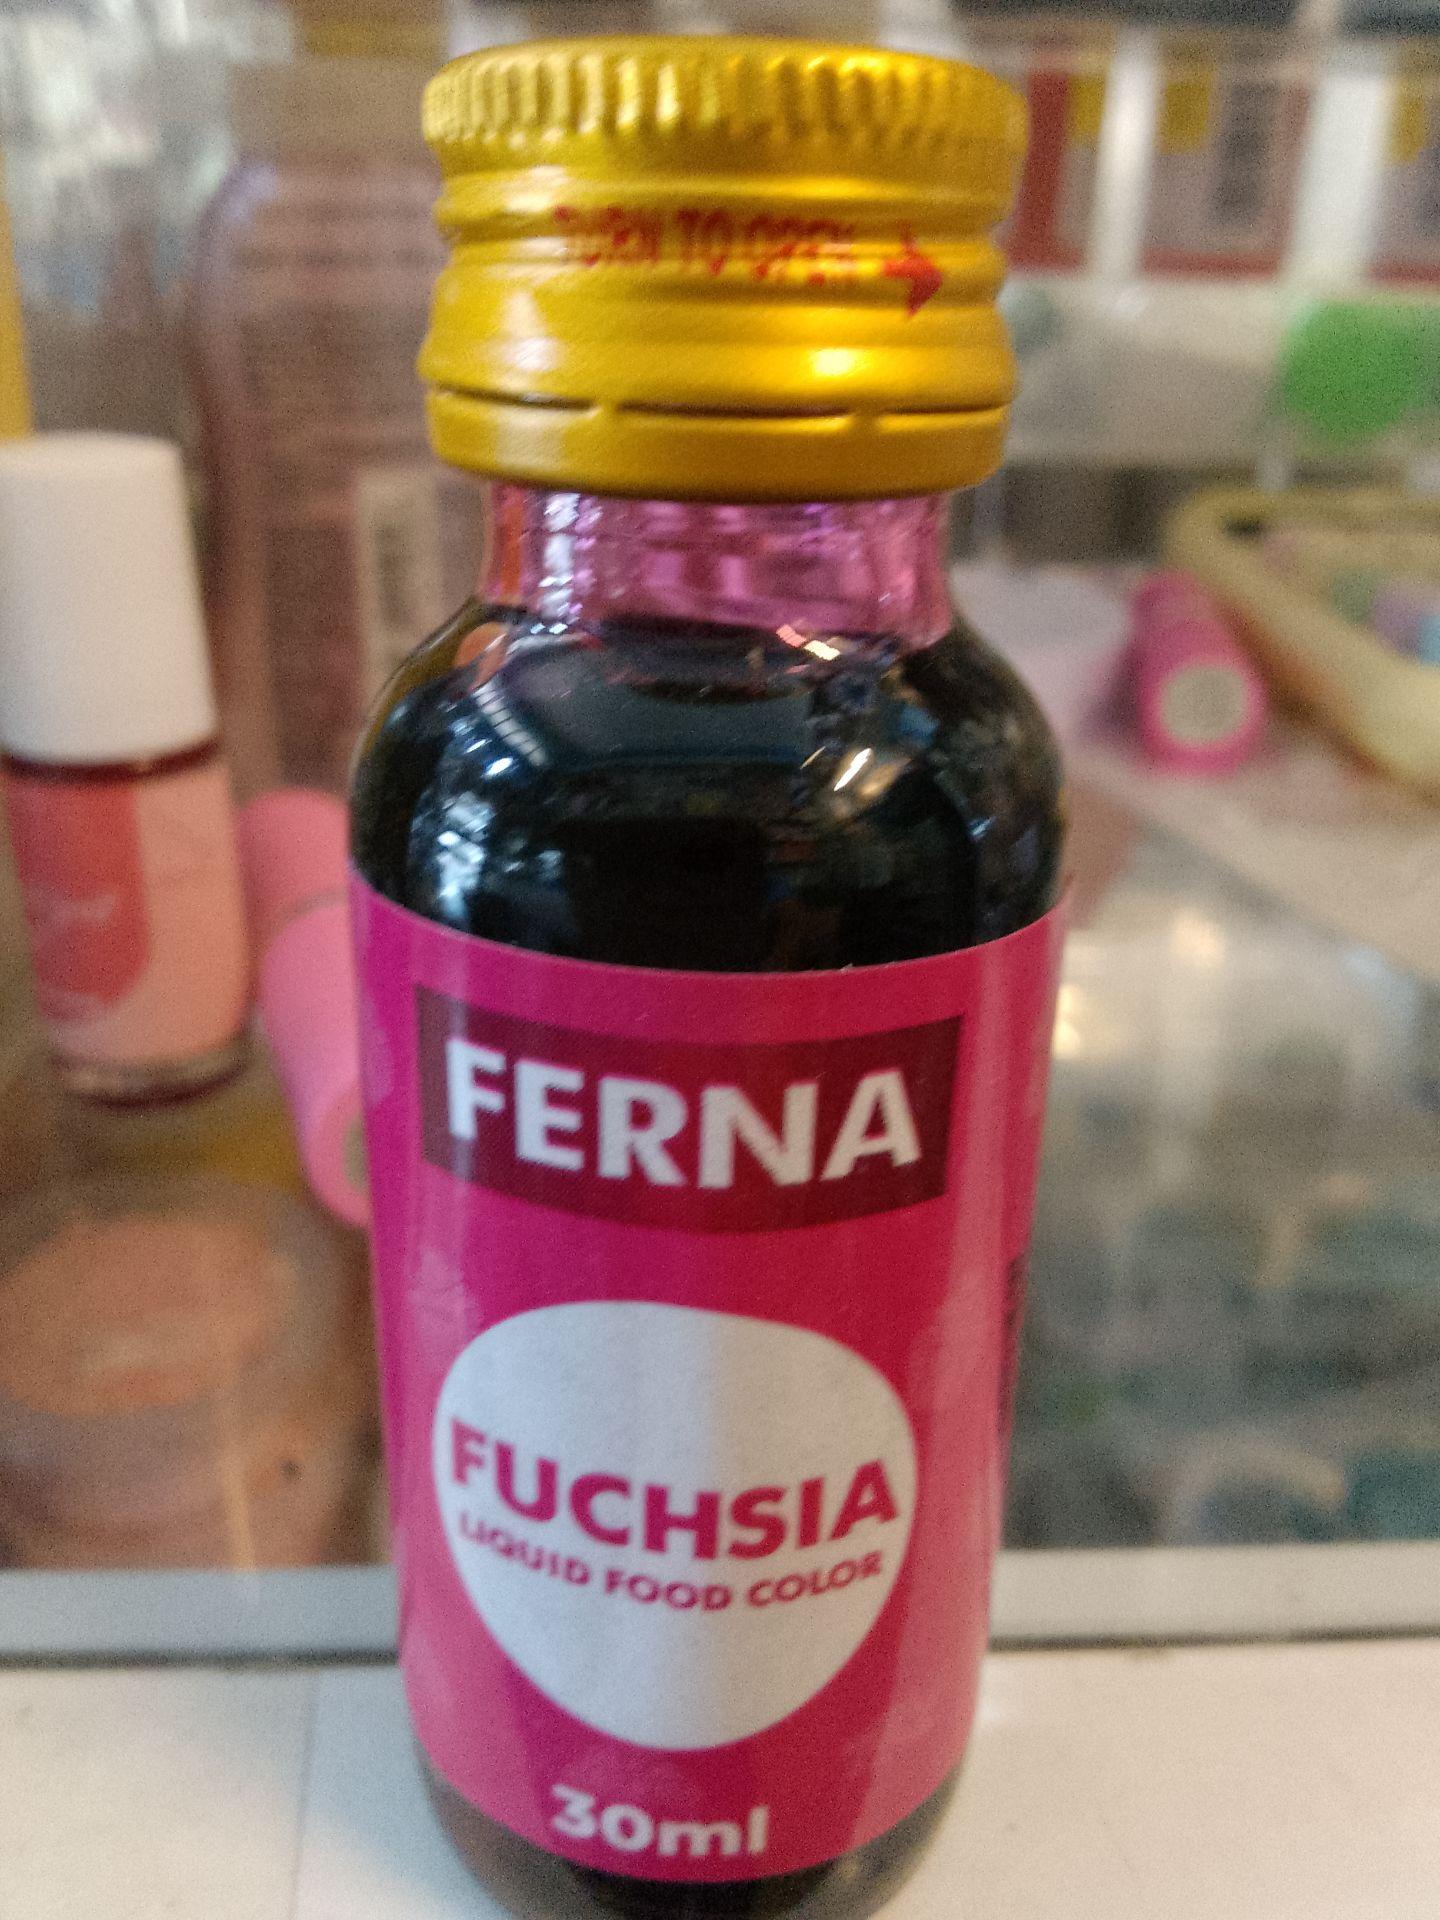 TURN TO OPEN
FERNA
FUCHSIA
LIQUID FOOD COLOR
30ml